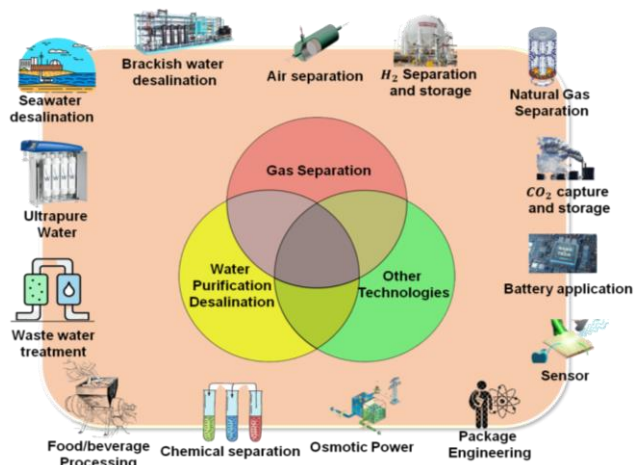 Brackish water
desalination
Air separation
H₂ Separation
and storage
Seawater
desalination
Natural Gas
Separation
Gas Separation
Ultrapure
Water
CO₂ capture
and storage
Water
Purification
Desalination
Other
Technologies
Battery application
Waste water
treatment
Sensor
Food/beverage
Processing
Chemical separation
Osmotic Power
Package
Engineering